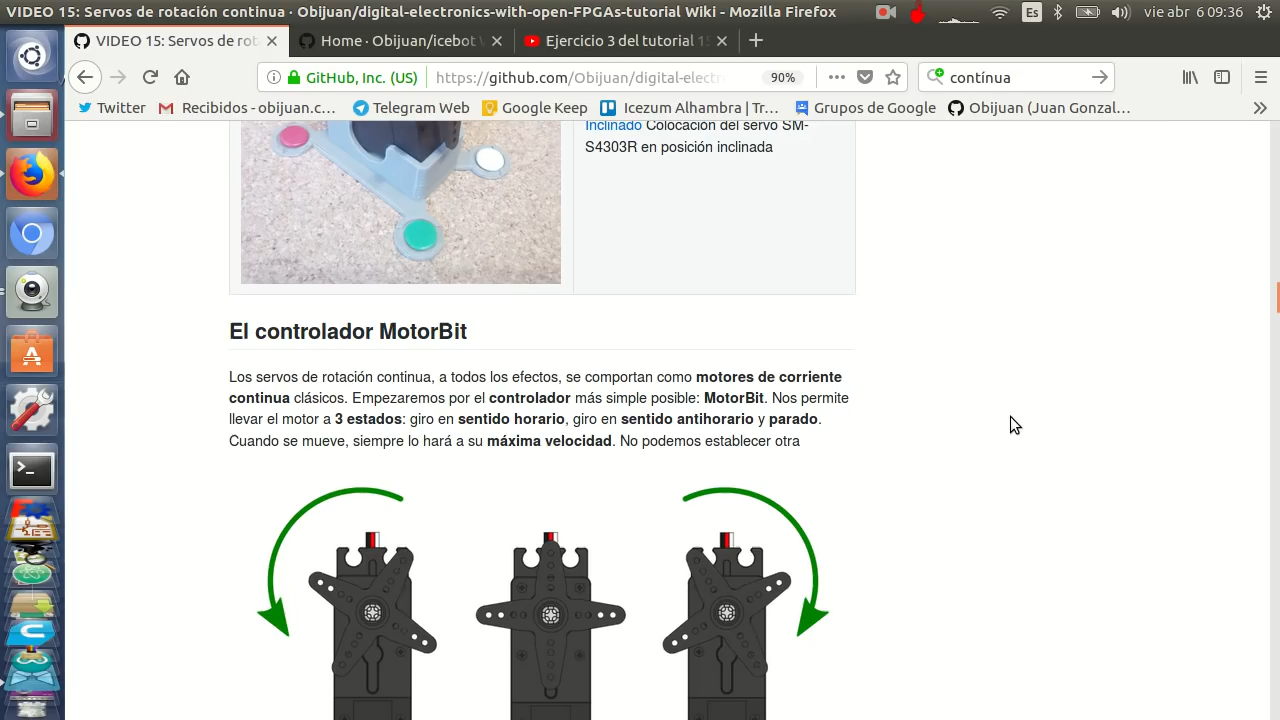 VIDEO 15: Servos de rotación continua · Obijuan/digital-electronics-with-open-FPGAs-tutorial Wiki - Mozilla Firefox
Es
vie abr 6 09:36
VIDEO 15: Servos de rot
Home · Obijuan/icebot
Ejercicio 3 del tutorial 15
GitHub, Inc. (US)
https://github.com/Obijuan/digital-electr
90%
contínua
Twitter
Recibidos - obijuan.c...
Telegram Web
Google Keep
Icezum Alhambra | Tr...
Grupos de Google
Obijuan (Juan Gonzal...
Inclinado Colocación del servo SM-
S4303R en posición inclinada
El controlador MotorBit
Los servos de rotación continua, a todos los efectos, se comportan como motores de corriente
continua clásicos. Empezaremos por el controlador más simple posible: MotorBit. Nos permite
llevar el motor a 3 estados: giro en sentido horario, giro en sentido antihorario y parado.
Cuando se mueve, siempre lo hará a su máxima velocidad. No podemos establecer otra